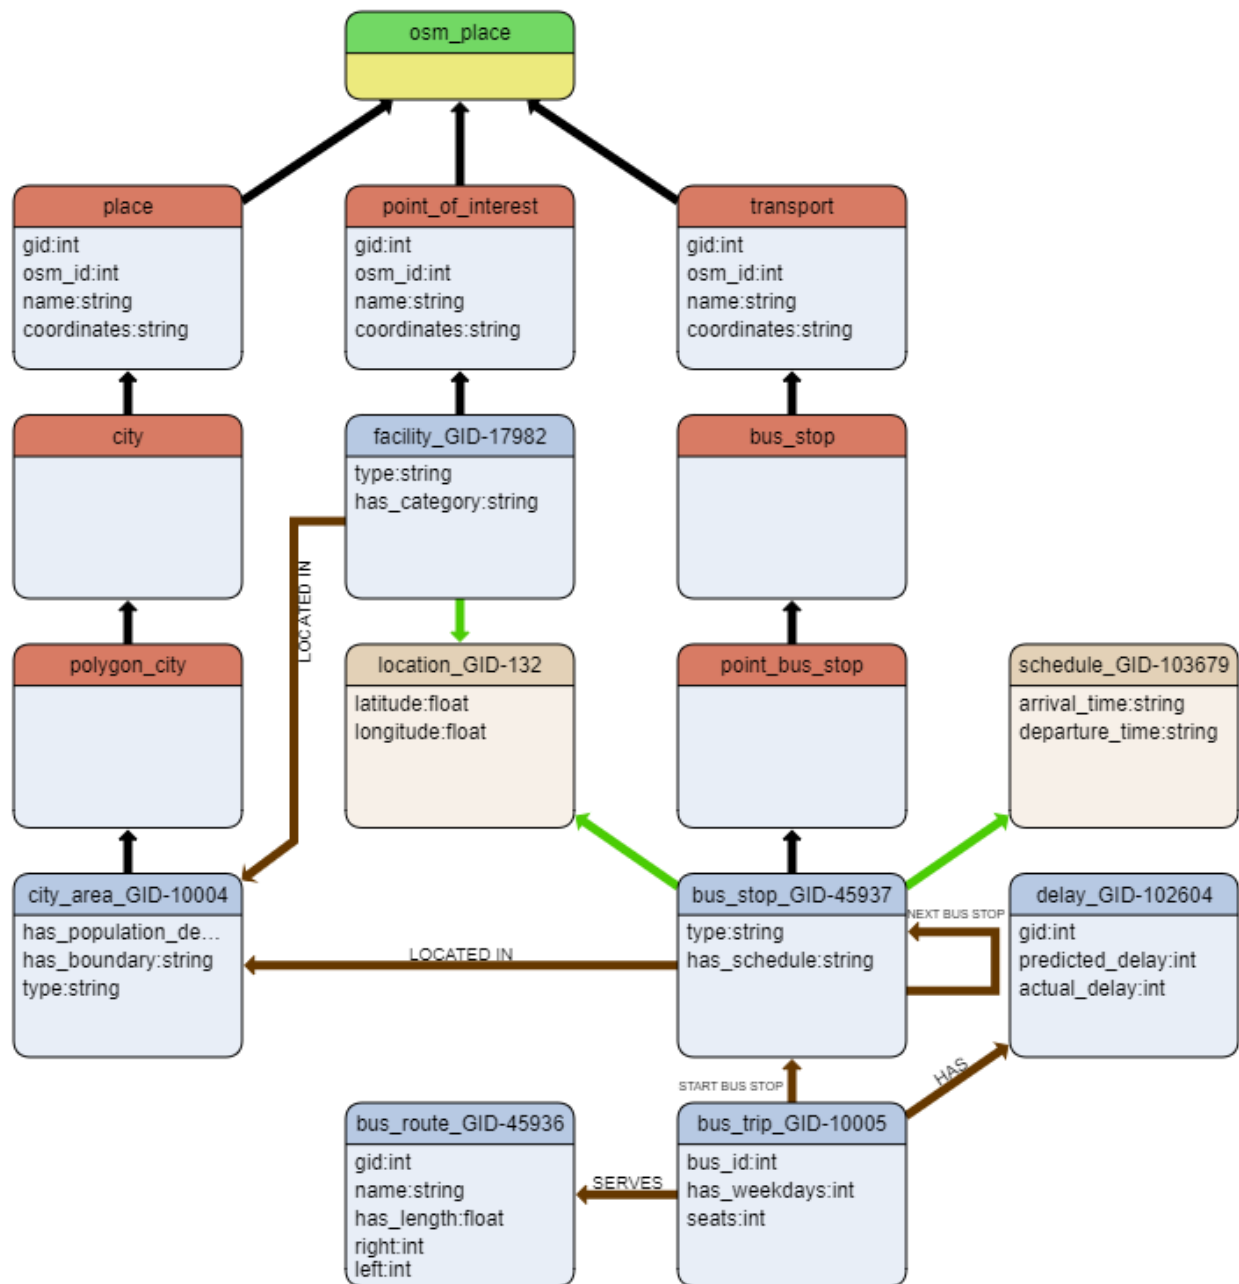 osm_place
place
gid:int
osm_id:int
name:string
coordinates:string
point_of_interest
gid:int
osm_id:int
name:string
coordinates:string
transport
gid:int
osm_id:int
name:string
coordinates:string
city
facility_GID-17982
type:string
has_category:string
bus_stop
LOCATED IN
polygon_city
location_GID-132
latitude:float
longitude:float
point_bus_stop
schedule_GID-103679
arrival_time:string
departure_time:string
city_area_GID-10004
has_population_de...
has_boundary:string
type:string
LOCATED IN
bus_stop_GID-45937
type:string
has_schedule:string
NEXT BUS STOP
delay_GID-102604
gid:int
predicted_delay:int
actual_delay:int
START BUS STOP
HAS
bus_route_GID-45936
gid:int
name:string
has_length:float
right:int
left:int
SERVES
bus_trip_GID-10005
bus_id:int
has_weekdays:int
seats:int